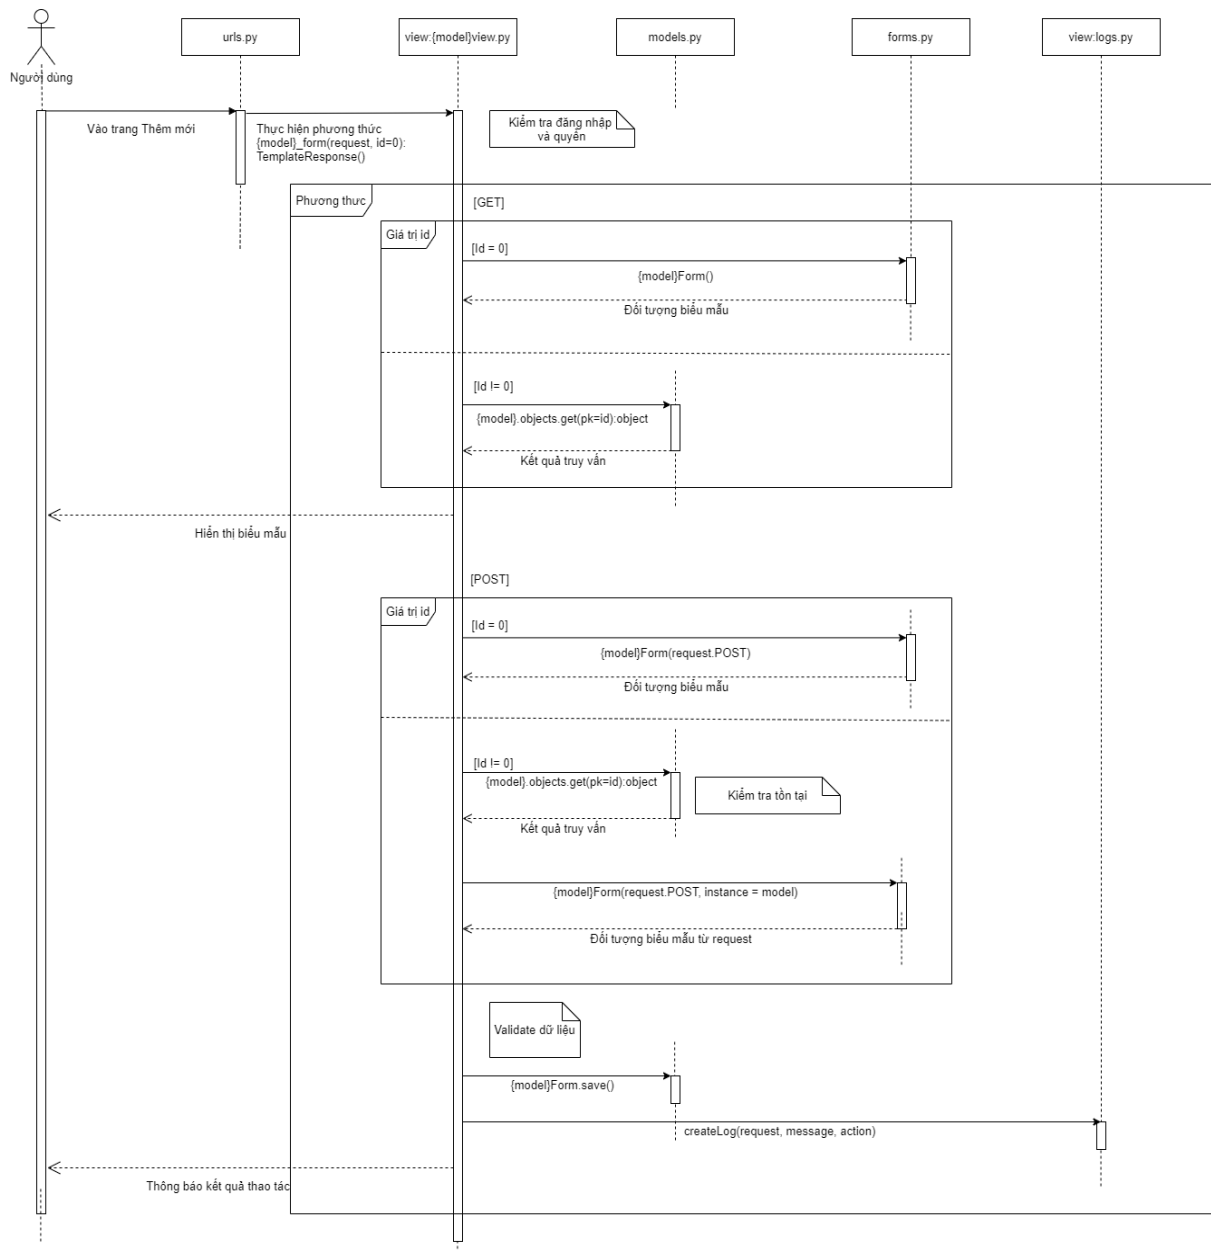 Người dùng
urls.py
view:{model}view.py
models.py
forms.py
view:logs.py
Vào trang Thêm mới
Thực hiện phương thức
{model}_form(request, id=0):
TemplateResponse()
Kiểm tra đăng nhập
và quyền
Phương thưc
[GET]
Giá trị id
[Id = 0]
{model}Form()
Đối tượng biểu mẫu
[Id != 0]
{model}.objects.get(pk=id):object
Kết quả truy vấn
Hiển thị biểu mẫu
[POST]
Giá trị id
[Id = 0]
{model}Form(request.POST)
Đối tượng biểu mẫu
[Id != 0]
{model}.objects.get(pk=id):object
Kiểm tra tồn tại
Kết quả truy vấn
{model}Form(request.POST, instance = model)
Đối tượng biểu mẫu từ request
Validate dữ liệu
{model}Form.save()
createLog(request, message, action)
Thông báo kết quả thao tác